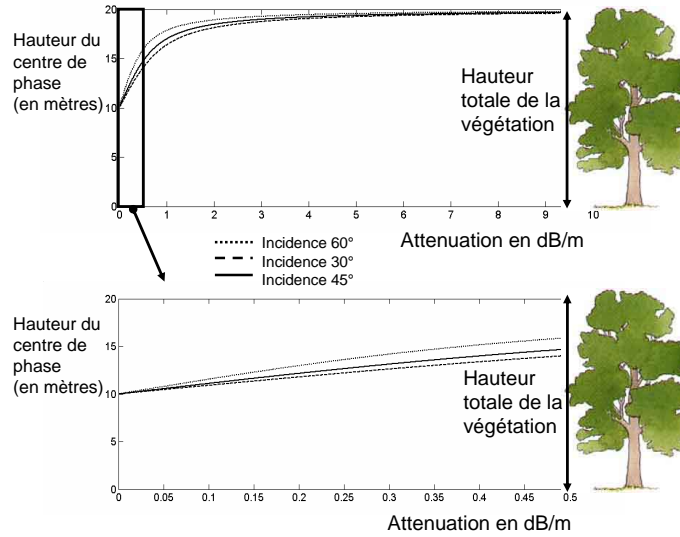 20
15
10
5
0
Hauteur du
centre de
phase
(en mètres)
Hauteur
totale de la
végétation
0 1 2 3 4 5 6 7 8 9 10
Attenuation en dB/m
Incidence 60°
Incidence 30°
Incidence 45°
20
15
10
5
0
Hauteur du
centre de
phase
(en mètres)
Hauteur
totale de la
végétation
0 0.05 0.1 0.15 0.2 0.25 0.3 0.35 0.4 0.45 0.5
Attenuation en dB/m